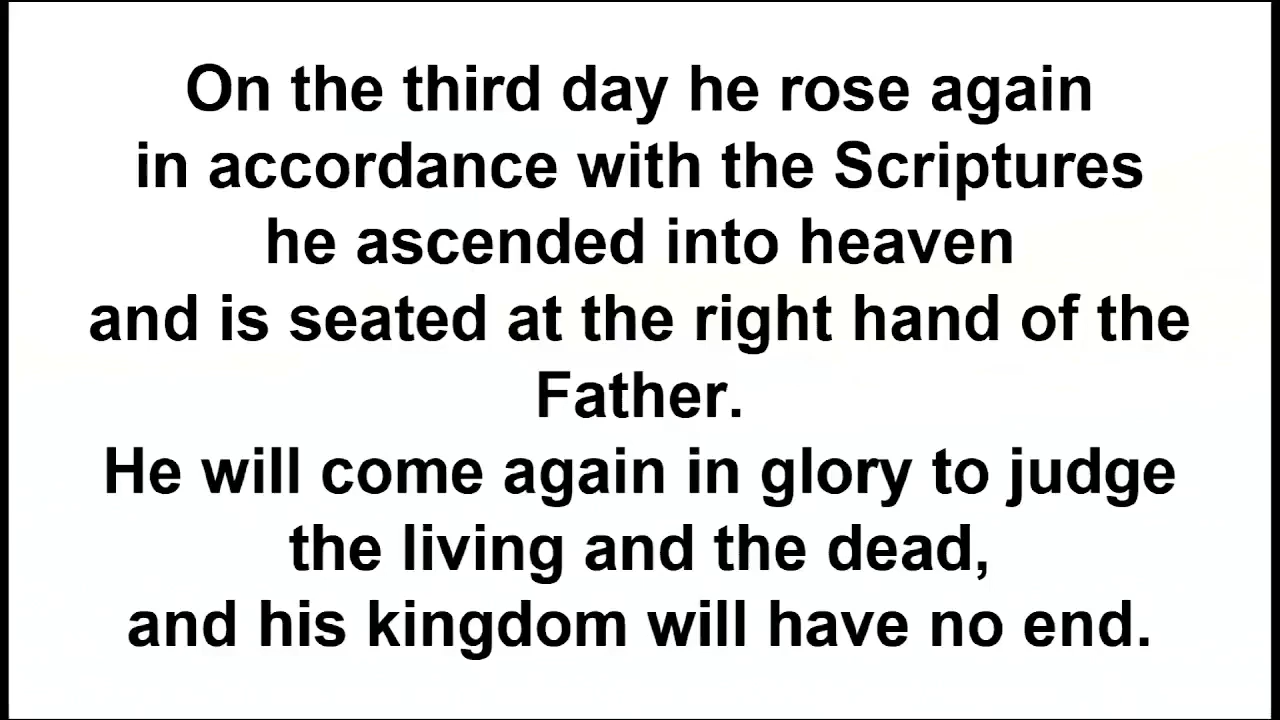 On the third day he rose again
in accordance with the Scriptures
he ascended into heaven
and is seated at the right hand of the
Father.
He will come again in glory to judge
the living and the dead,
and his kingdom will have no end.